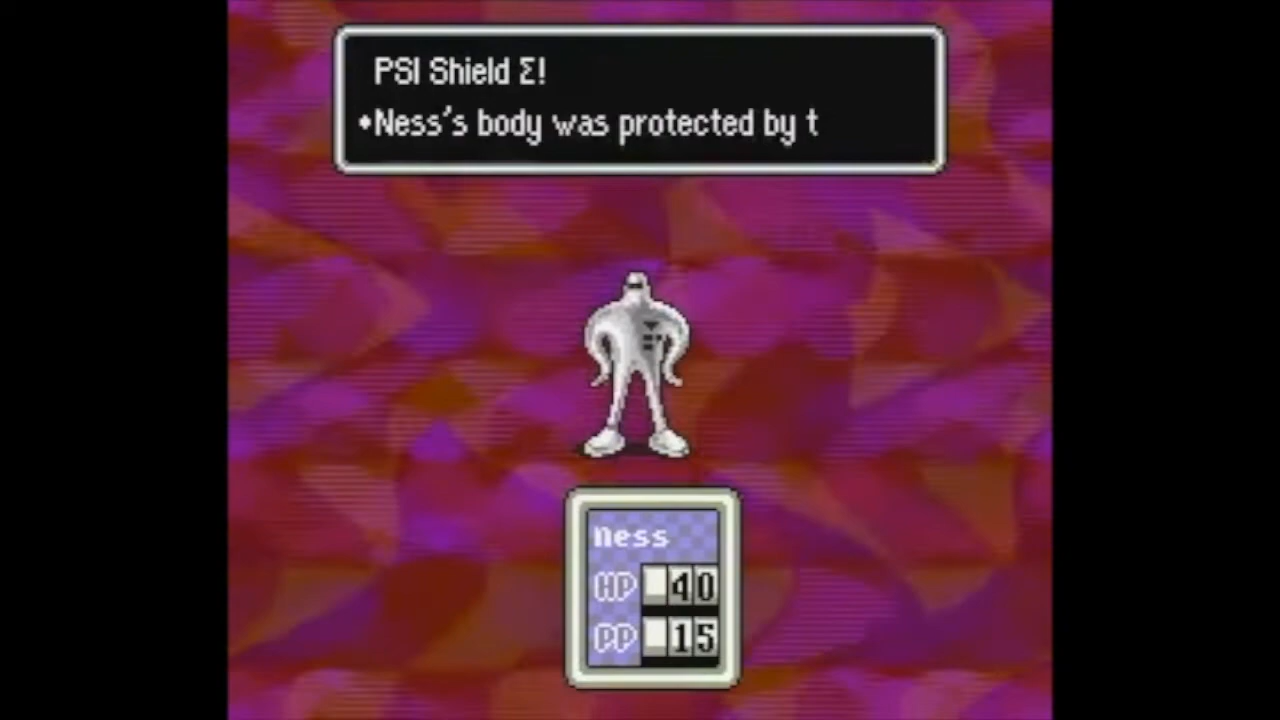 PSI Shield Σ!
•Ness's body was protected by t
Ness
HP 40
PP 15